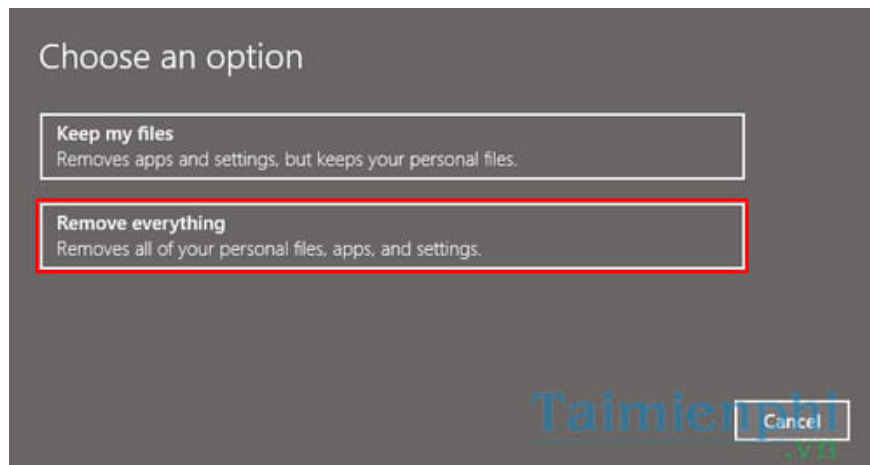 Choose an option
Keep my files
Removes apps and settings, but keeps your personal files.
Remove everything
Removes all of your personal files, apps, and settings.
Taimienphi
Cancel
.vn